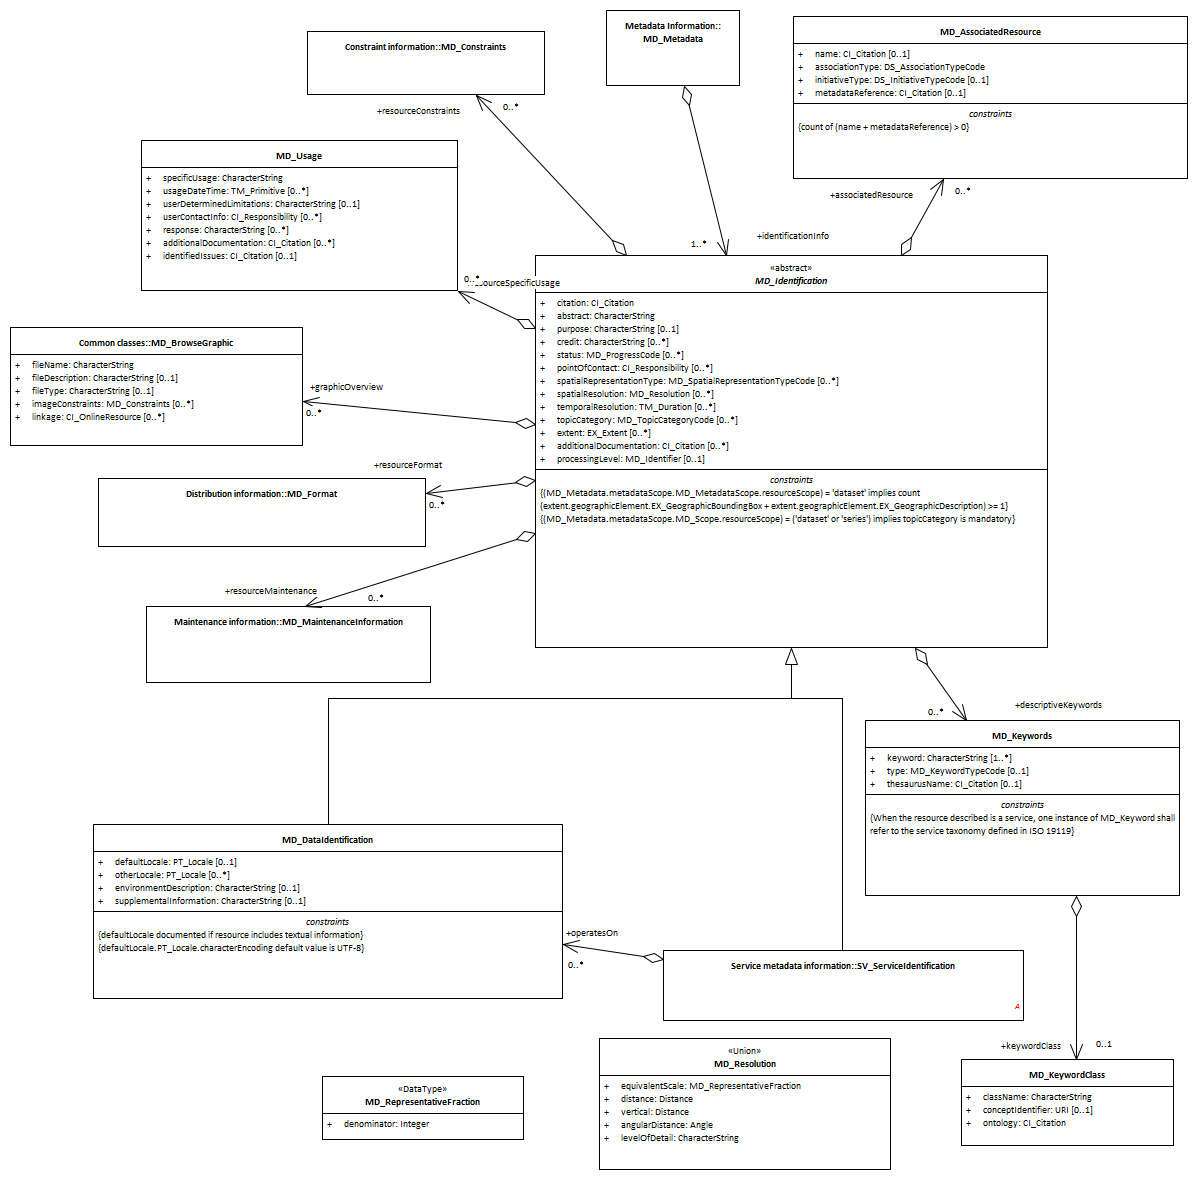 Constraint information::MD_Constraints
Metadata Information::
MD_Metadata
MD_AssociatedResource
+ name: CI_Citation [0..1]
+ associationType: DS_AssociationTypeCode
+ initiativeType: DS_InitiativeTypeCode [0..1]
+ metadataReference: CI_Citation [0..1]
constraints
{count of (name + metadataReference) > 0}
+resourceConstraints
0..*
+associatedResource
0..*
1..*
+identificationInfo
MD_Usage
+ specificUsage: CharacterString
+ usageDateTime: TM_Primitive [0..*]
+ userDeterminedLimitations: CharacterString [0..1]
+ userContactInfo: CI_Responsibility [0..*]
+ response: CharacterString [0..*]
+ additionalDocumentation: CI_Citation [0..*]
+ identifiedIssues: CI_Citation [0..1]
0..*
ourceSpecificUsage
«abstract»
MD_Identification
+ citation: CI_Citation
+ abstract: CharacterString
+ purpose: CharacterString [0..1]
+ credit: CharacterString [0..*]
+ status: MD_ProgressCode [0..*]
+ pointOfContact: CI_Responsibility [0..*]
+ spatialRepresentationType: MD_SpatialRepresentationTypeCode [0..*]
+ spatialResolution: MD_Resolution [0..*]
+ temporalResolution: TM_Duration [0..*]
+ topicCategory: MD_TopicCategoryCode [0..*]
+ extent: EX_Extent [0..*]
+ additionalDocumentation: CI_Citation [0..*]
+ processingLevel: MD_Identifier [0..1]
constraints
{(MD_Metadata.metadataScope.MD_MetadataScope.resourceScope) = 'dataset' implies count
(extent.geographicElement.EX_GeographicBoundingBox + extent.geographicElement.EX_GeographicDescription) >= 1}
{(MD_Metadata.metadataScope.MD_Scope.resourceScope) = ('dataset' or 'series') implies topicCategory is mandatory}
Common classes::MD_BrowseGraphic
+ fileName: CharacterString
+ fileDescription: CharacterString [0..1]
+ fileType: CharacterString [0..1]
+ imageConstraints: MD_Constraints [0..*]
+ linkage: CI_OnlineResource [0..*]
+graphicOverview
0..*
+resourceFormat
0..*
Distribution information::MD_Format
+resourceMaintenance
0..*
Maintenance information::MD_MaintenanceInformation
0..*
+descriptiveKeywords
MD_Keywords
+ keyword: CharacterString [1..*]
+ type: MD_KeywordTypeCode [0..1]
+ thesaurusName: CI_Citation [0..1]
constraints
{When the resource described is a service, one instance of MD_Keyword shall
refer to the service taxonomy defined in ISO 19119}
MD_DataIdentification
+ defaultLocale: PT_Locale [0..1]
+ otherLocale: PT_Locale [0..*]
+ environmentDescription: CharacterString [0..1]
+ supplementalInformation: CharacterString [0..1]
constraints
{defaultLocale documented if resource includes textual information}
{defaultLocale.PT_Locale.characterEncoding default value is UTF-8}
+operatesOn
0..*
Service metadata information::SV_ServiceIdentification
A
+keywordClass
0..1
MD_KeywordClass
+ className: CharacterString
+ conceptIdentifier: URI [0..1]
+ ontology: CI_Citation
«DataType»
MD_RepresentativeFraction
+ denominator: Integer
«Union»
MD_Resolution
+ equivalentScale: MD_RepresentativeFraction
+ distance: Distance
+ vertical: Distance
+ angularDistance: Angle
+ levelOfDetail: CharacterString